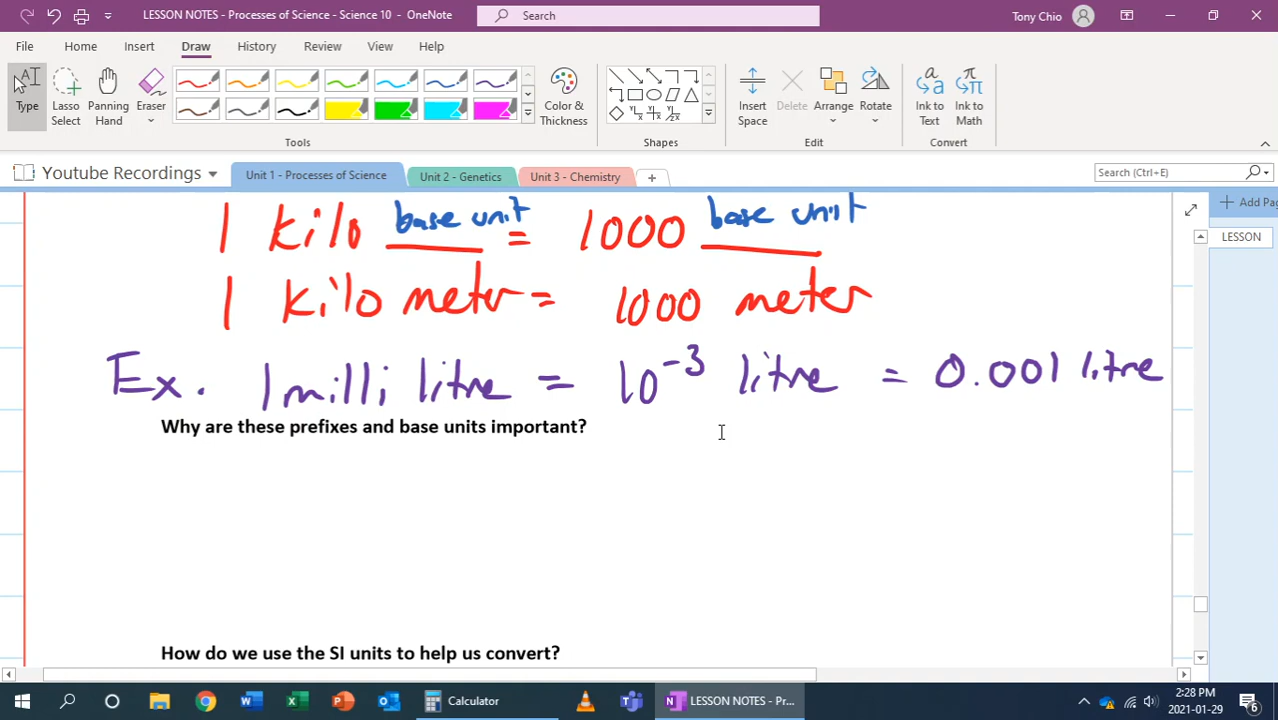 LESSON NOTES - Processes of Science - Science 10 - OneNote
Search
Tony Chio
File Home Insert Draw History Review View Help
Type
Lasso Select
Panning Hand
Eraser
Color & Thickness
Insert Space
Delete
Arrange
Rotate
Ink to Text
Ink to Math
Tools
Shapes
Edit
Convert
Youtube Recordings
Unit 1 - Processes of Science
Unit 2 - Genetics
Unit 3 - Chemistry
Search (Ctrl+E)
Add Pag
LESSON
1 kilo base unit = 1000 base unit
1 kilo meter = 1000 meter
Ex. 1 milli litre = 10⁻³ litre = 0.001 litre
Why are these prefixes and base units important?
How do we use the SI units to help us convert?
Calculator
LESSON NOTES - Pr...
2:28 PM
2021-01-29
6